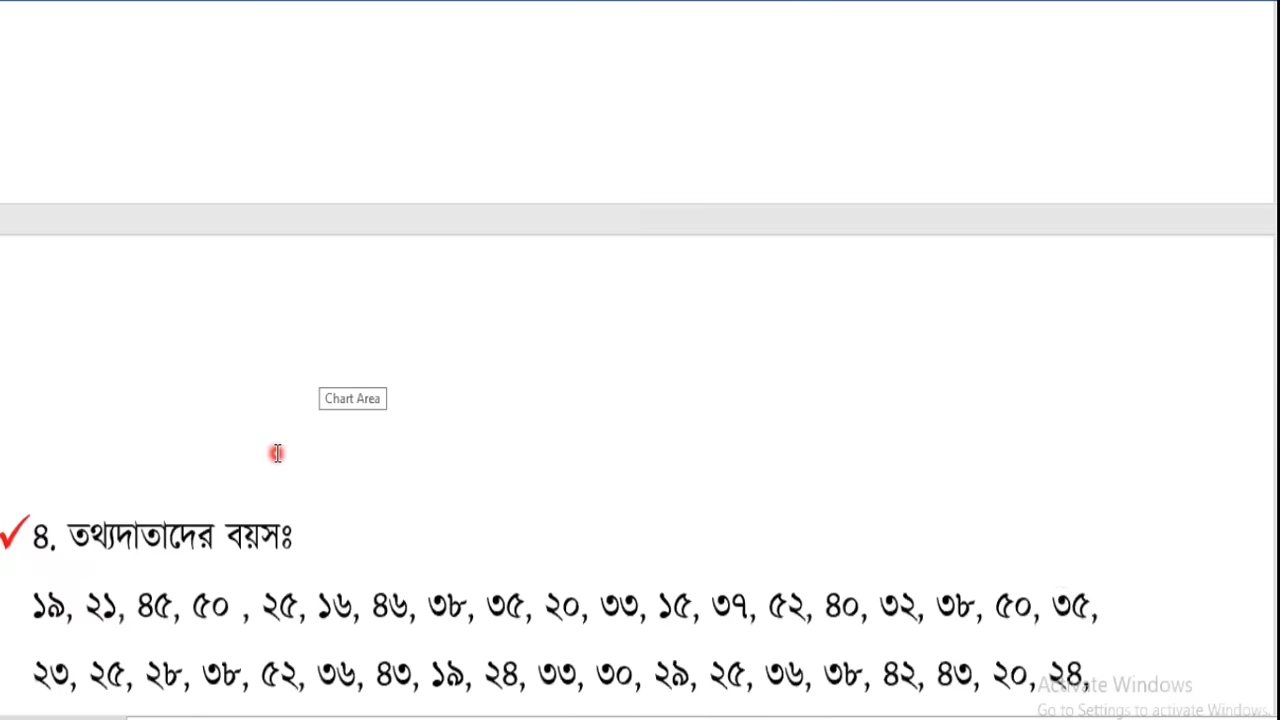 Chart Area
৪. তথ্যদাতাদের বয়সঃ
১৯, ২১, ৪৫, ৫০ , ২৫, ১৬, ৪৬, ৩৮, ৩৫, ২০, ৩৩, ১৫, ৩৭, ৫২, ৪০, ৩২, ৩৮, ৫০, ৩৫,
২৩, ২৫, ২৮, ৩৮, ৫২, ৩৬, ৪৩, ১৯, ২৪, ৩৩, ৩০, ২৯, ২৫, ৩৬, ৩৮, ৪২, ৪৩, ২০, ২৪,
Activate Windows
Go to Settings to activate Windows.